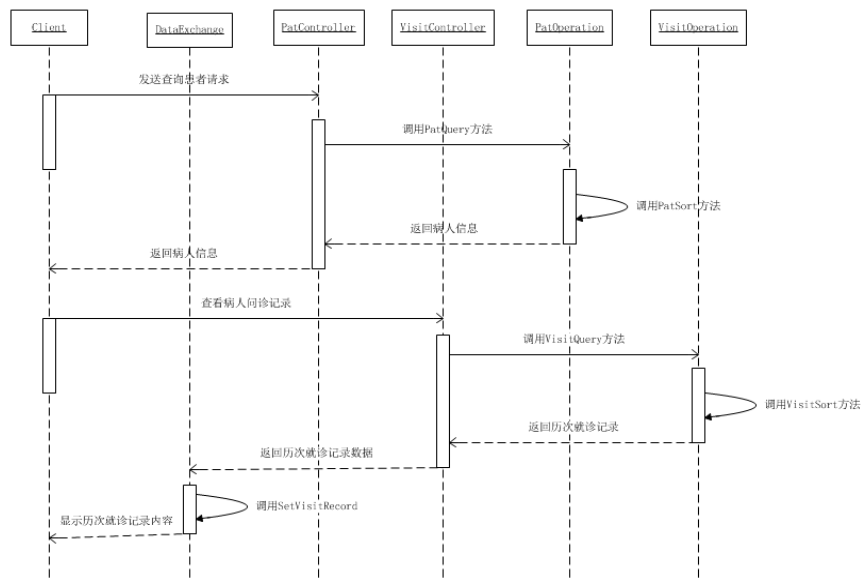 Client
DataExchange
PatController
VisitController
PatOperation
VisitOperation
发送查询患者请求
调用PatQuery方法
调用PatSort方法
返回病人信息
返回病人信息
查看病人问诊记录
调用VisitQuery方法
调用VisitSort方法
返回历次就诊记录
返回历次就诊记录数据
调用SetVisitRecord
显示历次就诊记录内容